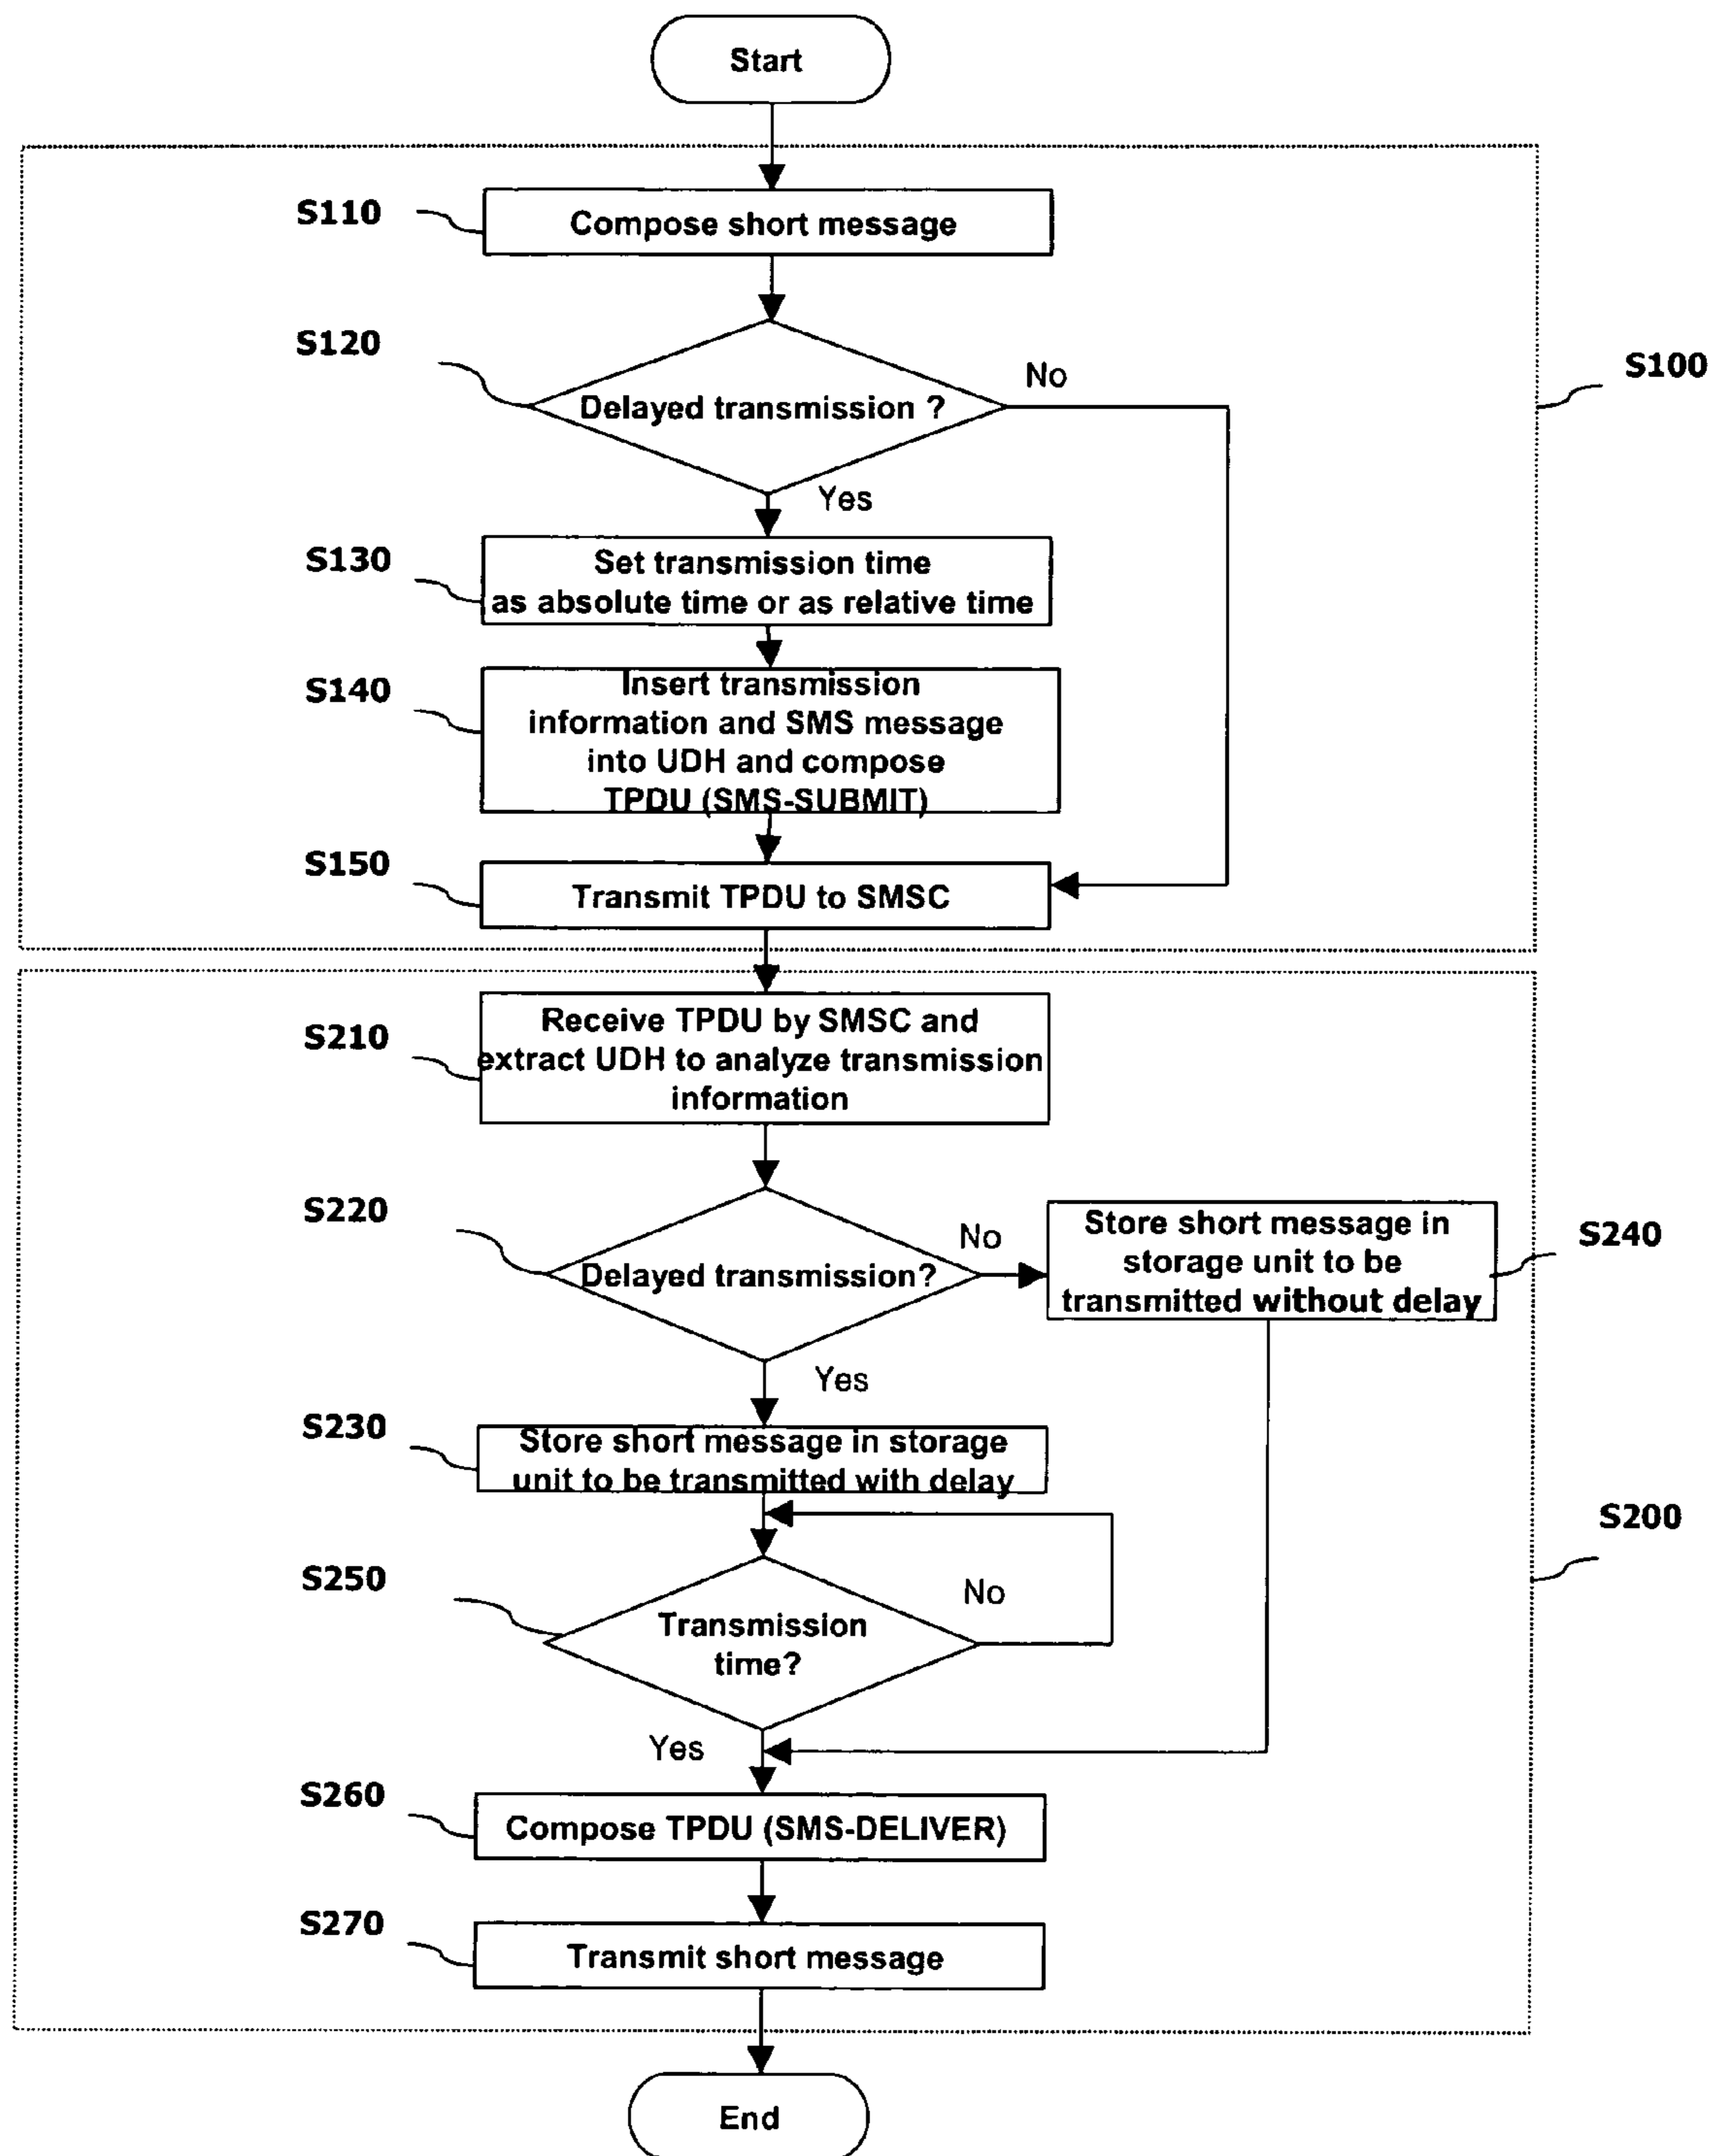 Start
S110
Compose short message
S120
Delayed transmission ?
No
S100
Yes
S130
Set transmission time
as absolute time or as relative time
S140
Insert transmission
information and SMS message
into UDH and compose
TPDU (SMS-SUBMIT)
S150
Transmit TPDU to SMSC
S210
Receive TPDU by SMSC and
extract UDH to analyze transmission
information
S220
Delayed transmission?
No
Store short message in
storage unit to be
transmitted without delay
S240
Yes
S230
Store short message in storage
unit to be transmitted with delay
S200
S250
Transmission
time?
No
Yes
S260
Compose TPDU (SMS-DELIVER)
S270
Transmit short message
End